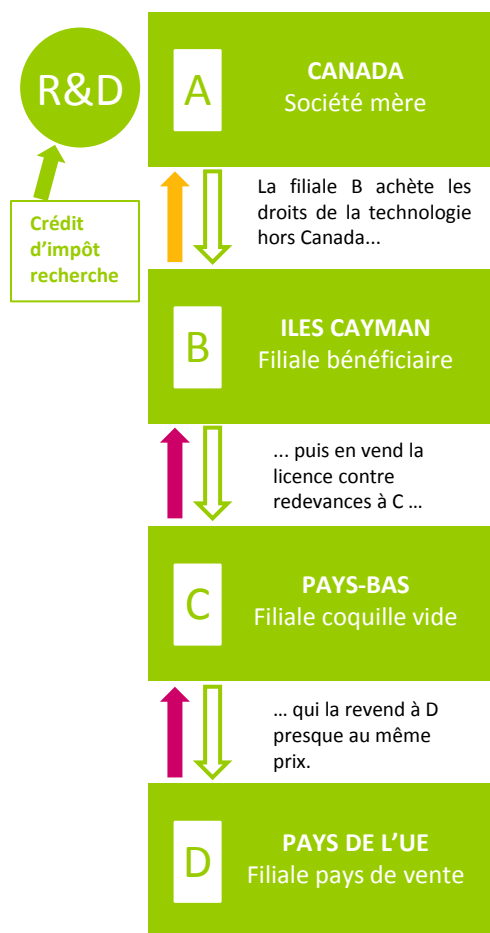 R&D
A
CANADA
Société mère
Crédit
d'impôt
recherche
La filiale B achète les
droits de la technologie
hors Canada...
B
ILES CAYMAN
Filiale bénéficiaire
... puis en vend la
licence contre
redevances à C ...
C
PAYS-BAS
Filiale coquille vide
... qui la revend à D
presque au même
prix.
D
PAYS DE L'UE
Filiale pays de vente